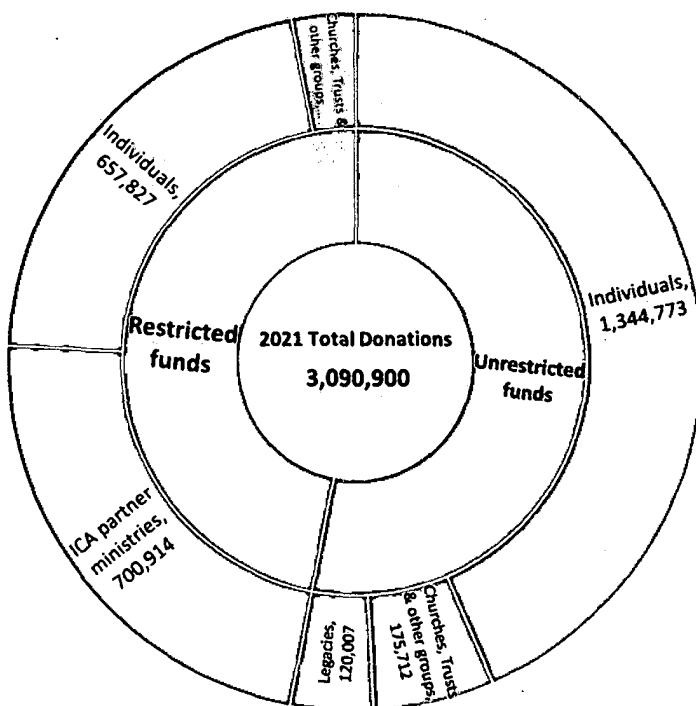 2021 Total Donations
3,090,900
Unrestricted
funds
Restricted
funds
Individuals,
1,344,773
Churches, Trusts
& other groups,
175,712
Legacies,
120,007
ICA partner
ministries,
700,914
Individuals,
657,827
Churches, Trusts &
other groups,...